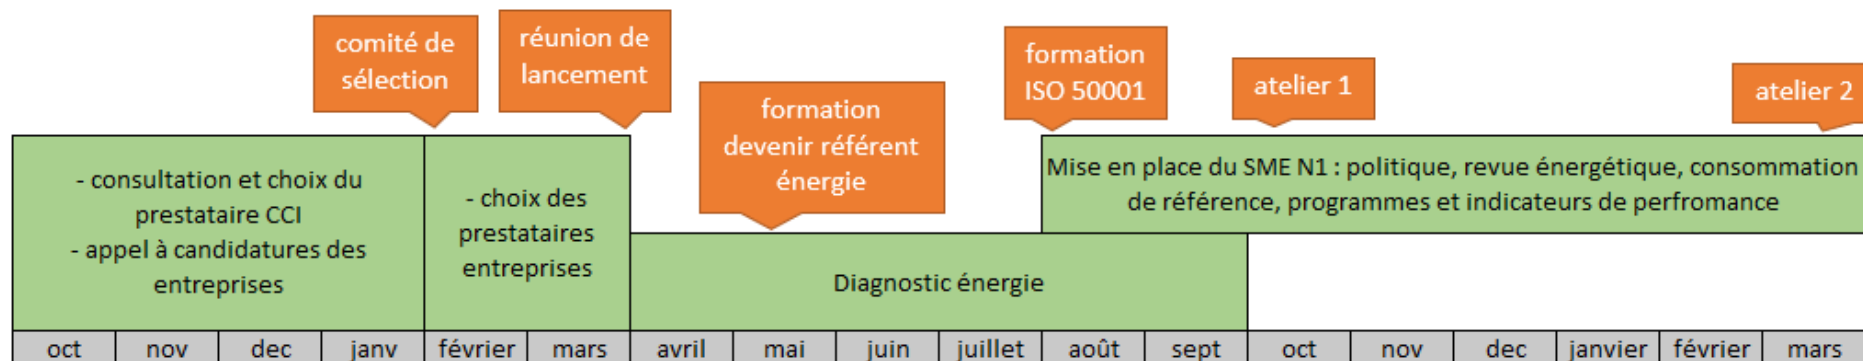 comité de
sélection
réunion de
lancement
formation
devenir référent
énergie
formation
ISO 50001
atelier 1
atelier 2
- consultation et choix du
prestataire CCI
- appel à candidatures des
entreprises
- choix des
prestataires
entreprises
Mise en place du SME N1 : politique, revue énergétique, consommation
de référence, programmes et indicateurs de perfromance
Diagnostic énergie
oct nov dec janv février mars avril mai juin juillet août sept oct nov dec janvier février mars